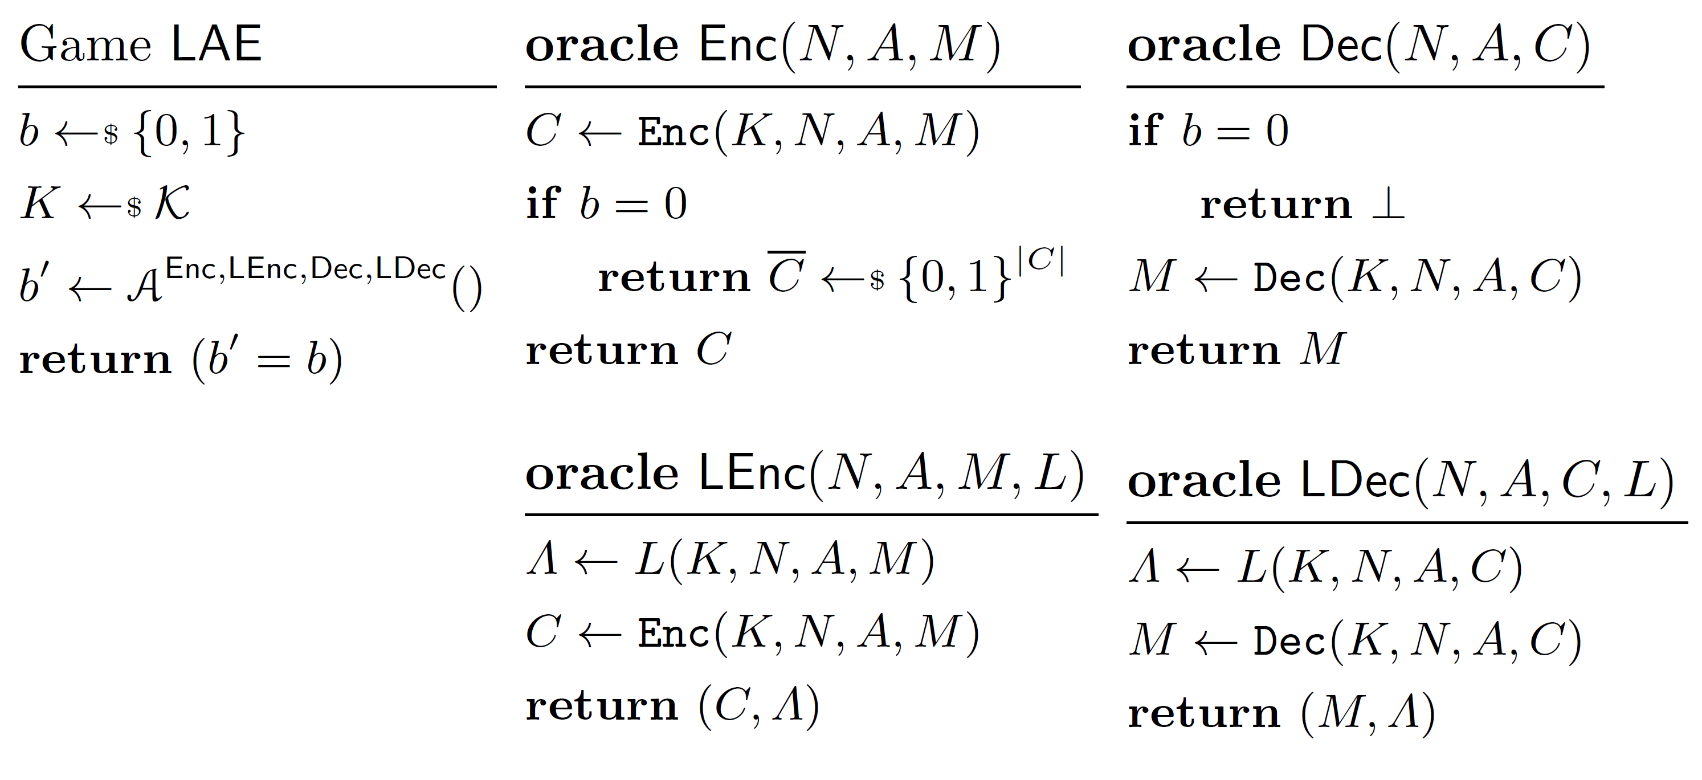 Game LAE
b ←$ {0, 1}
K ←$ 𝒦
b′ ← 𝒜^{Enc,LEnc,Dec,LDec}()
return (b′ = b)
oracle Enc(N, A, M)
C ← Enc(K, N, A, M)
if b = 0
return C̅ ←$ {0, 1}^{|C|}
return C
oracle Dec(N, A, C)
if b = 0
return ⊥
M ← Dec(K, N, A, C)
return M
oracle LEnc(N, A, M, L)
Λ ← L(K, N, A, M)
C ← Enc(K, N, A, M)
return (C, Λ)
oracle LDec(N, A, C, L)
Λ ← L(K, N, A, C)
M ← Dec(K, N, A, C)
return (M, Λ)